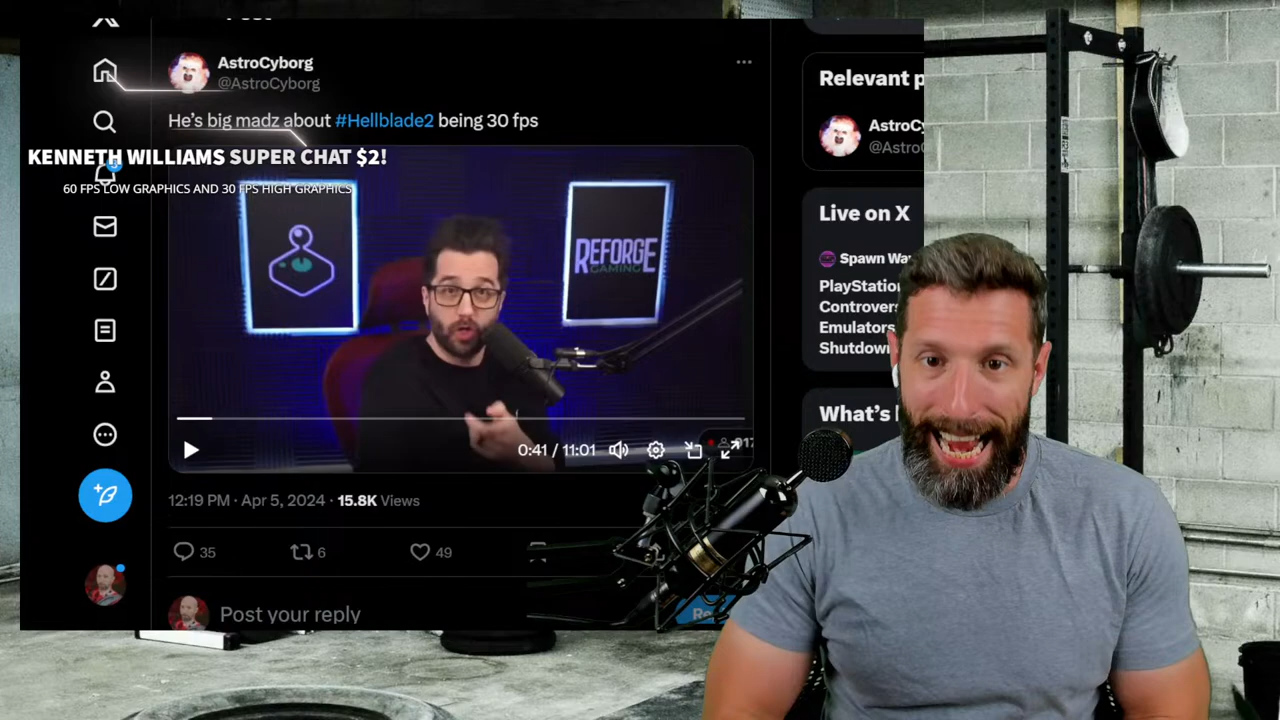 AstroCyborg
@AstroCyborg
He's big madz about #Hellblade2 being 30 fps
KENNETH WILLIAMS SUPER CHAT $2!
60 FPS LOW GRAPHICS AND 30 FPS HIGH GRAPHICS
REFORGE
GAMING
0:41 / 11:01
917
12:19 PM · Apr 5, 2024 · 15.8K Views
35
6
49
Post your reply
Re
Relevant p
AstroCy
@AstroC
Live on X
Spawn Wa
PlayStation
Controvers
Emulators
Shutdown
What's